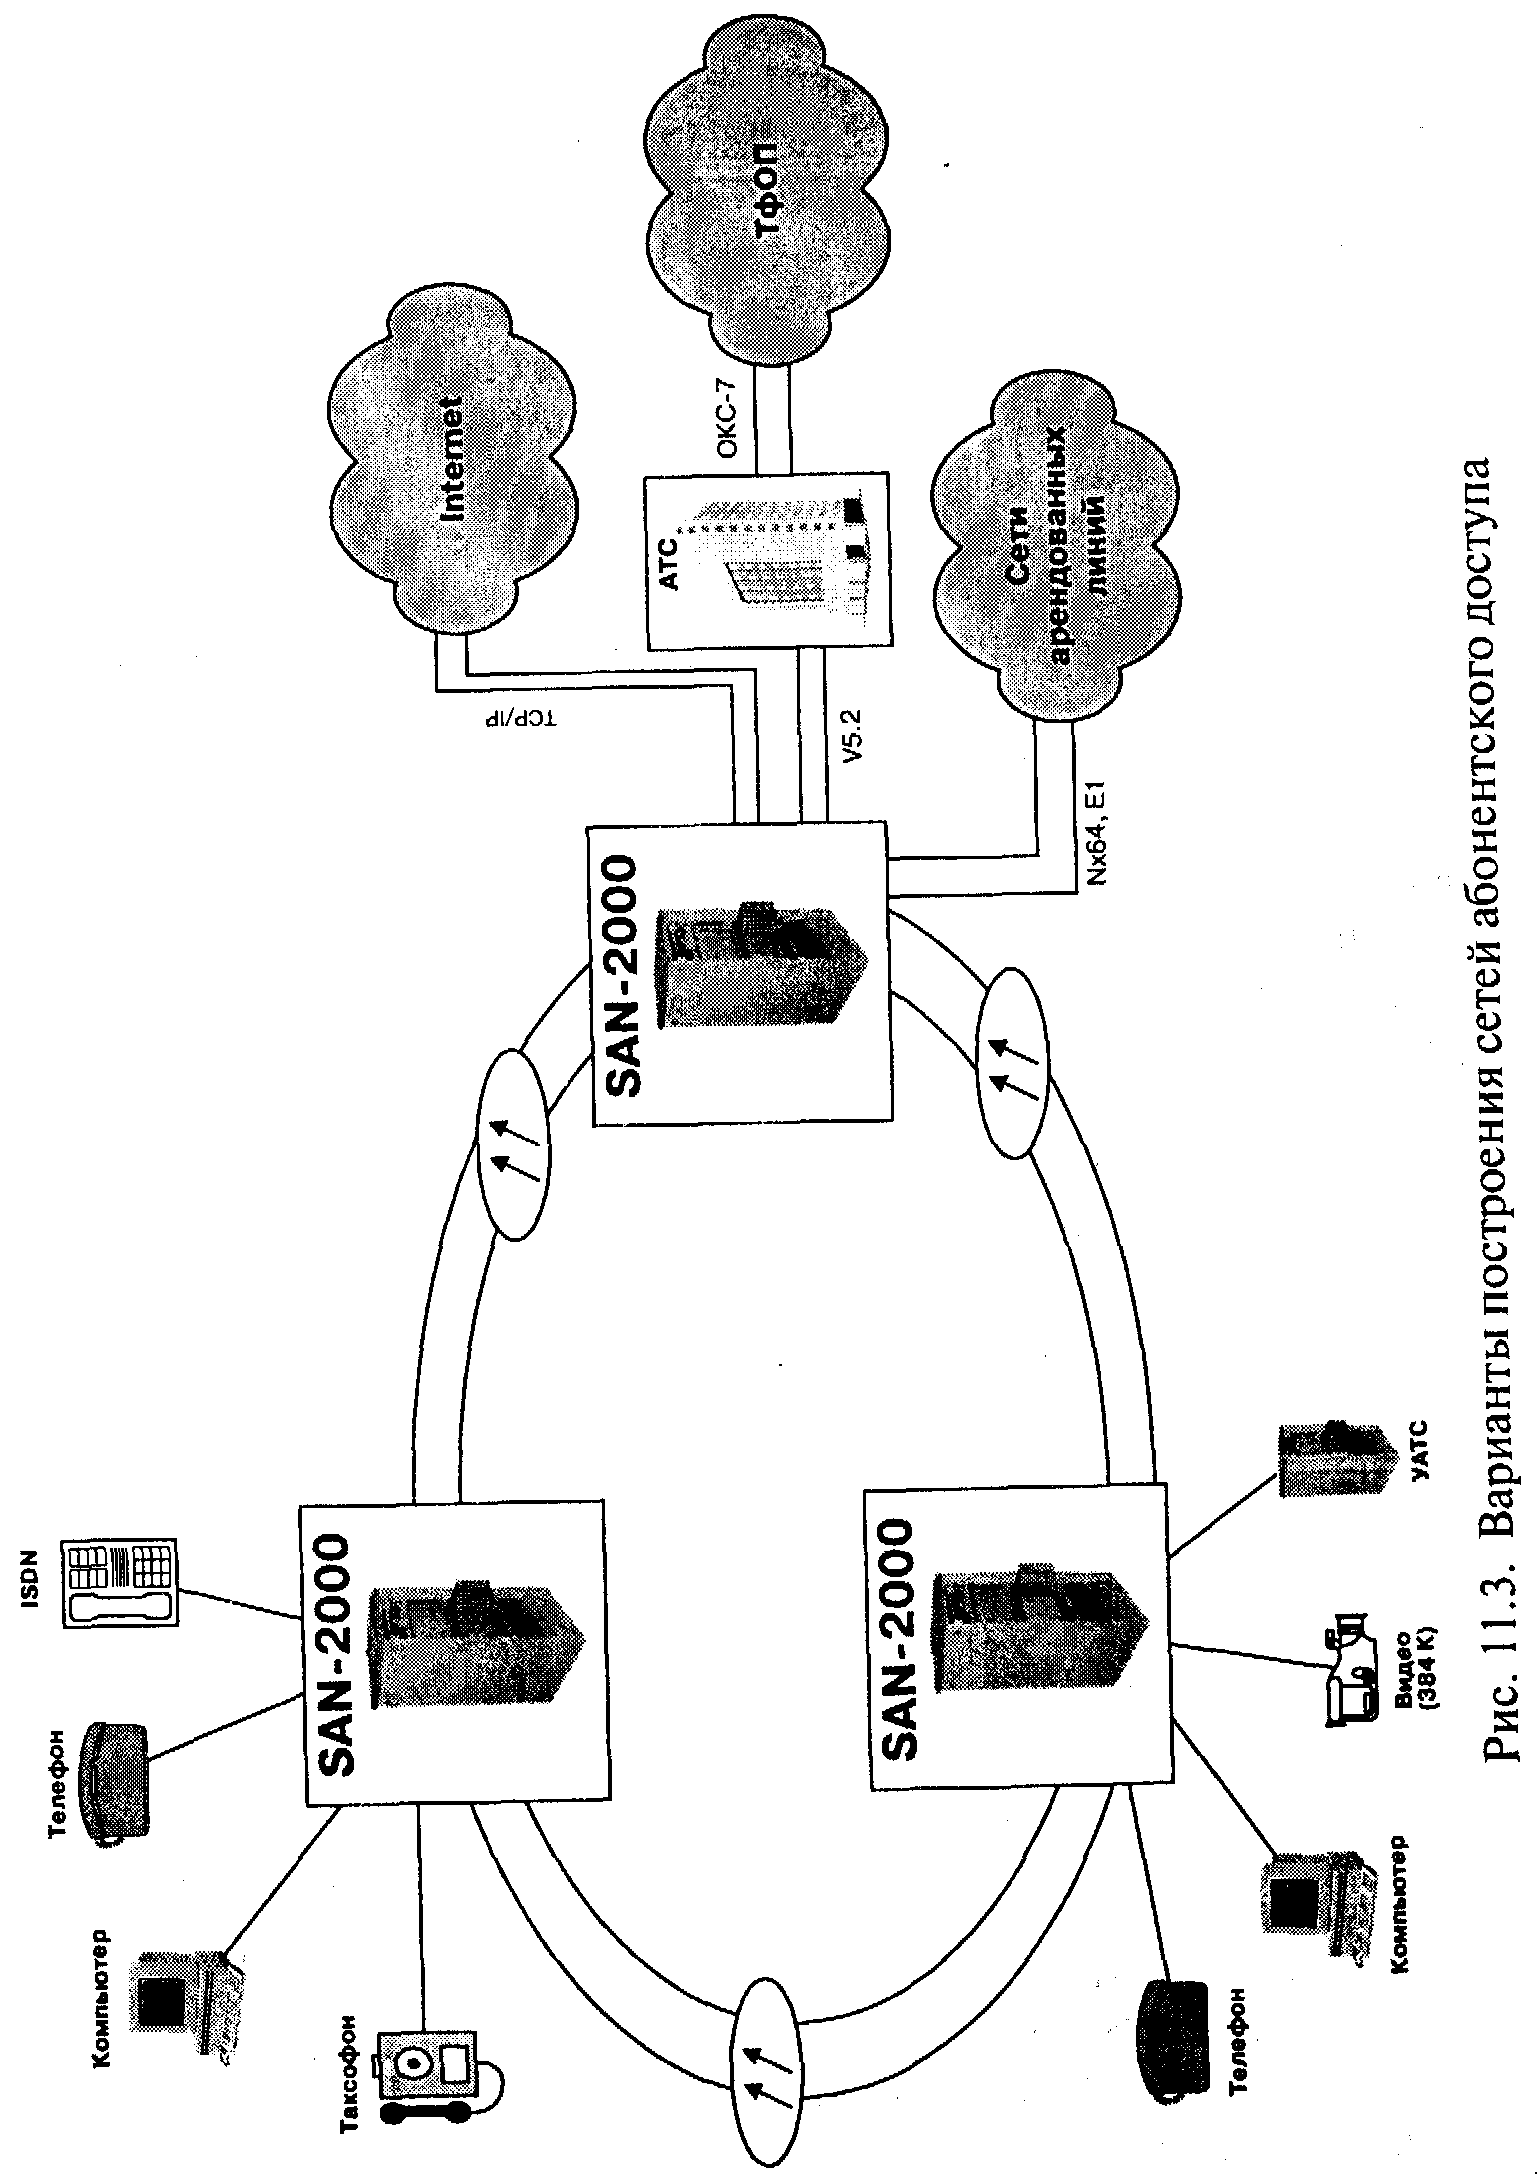 ISDN
Телефон
Компьютер
Таксофон
SAN-2000
SAN-2000
Internet
TCP/IP
АТС
ОКС-7
ТфОП
V5.2
Сети
арендованных
линий
Nx64, E1
SAN-2000
Телефон
Компьютер
Видео
(384 К)
УАТС
Рис. 11.3. Варианты построения сетей абонентского доступа